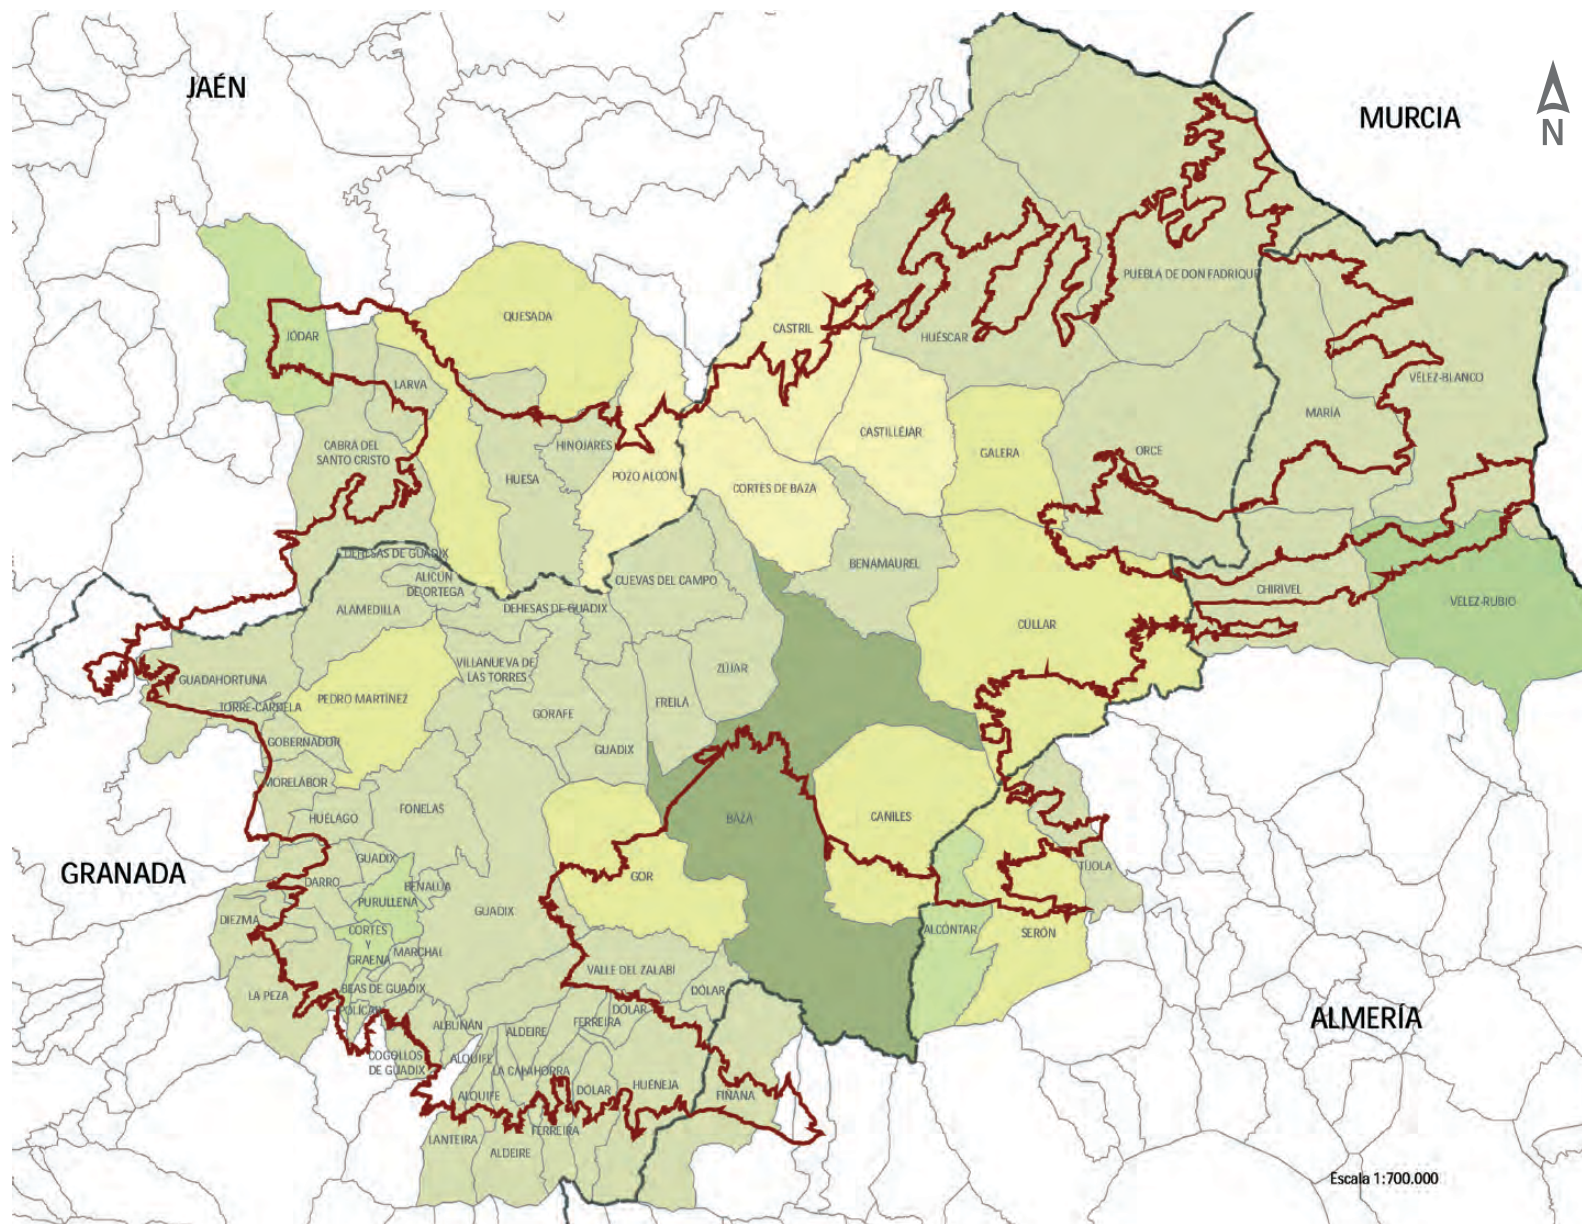 JAÉN
MURCIA
N
QUESADA
JÓDAR
CASTRIL
HUÉSCAR
PUEBLA DE DON FADRIQUE
LARVA
VÉLEZ-BLANCO
MARÍA
CABRA DEL
SANTO CRISTO
HINOJARES
CASTILLÉJAR
GALERA
ORCE
HUESA
POZO ALCÓN
CORTES DE BAZA
DEHESAS DE GUADIX
BENAMAUREL
ALICÚN
DE ORTEGA
CUEVAS DEL CAMPO
CHIRIVEL
VÉLEZ-RUBIO
ALAMEDILLA
DEHESAS DE GUADIX
CÚLLAR
VILLANUEVA DE
LAS TORRES
ZÚJAR
GUADAHORTUNA
PEDRO MARTÍNEZ
TORRE-CARDELA
FREILA
GORAFE
GOBERNADOR
GUADIX
MORELÁBOR
FONELAS
HUÉLAGO
BAZA
CANILES
GUADIX
GRANADA
TÍJOLA
DARRO
BENALÚA
GOR
PURULLENA
GUADIX
DIEZMA
CORTES
Y
GRAENA
MARCHAL
ALCÓNTAR
SERÓN
VALLE DEL ZALABÍ
BEAS DE GUADIX
LA PEZA
DÓLAR
POLÍCAR
DÓLAR
ALBUÑÁN
ALDEIRE
FERREIRA
ALMERÍA
COGOLLOS
DE GUADIX
ALQUIFE
LA CALAHORRA
DÓLAR
HUÉNEJA
FIÑANA
ALQUIFE
FERREIRA
LANTEIRA
ALDEIRE
Escala 1:700.000